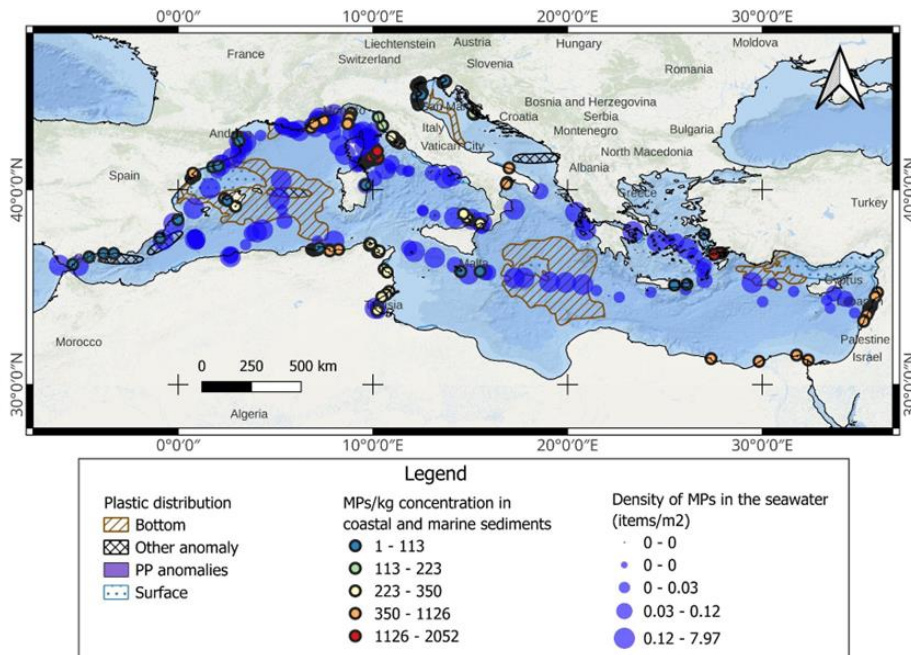 0°0′0″ 10°0′0″E 20°0′0″E 30°0′0″E
France
Liechtenstein
Austria
Switzerland
Slovenia
Hungary
Moldova
Romania
Bosnia and Herzegovina
Croatia
Serbia
Italy
Montenegro
Bulgaria
Vatican City
North Macedonia
Albania
Spain
Greece
Turkey
40°0′0″N
40°0′0″N
Malta
Morocco
Palestine
Israel
0 250 500 km
30°0′0″N
30°0′0″N
Algeria
0°0′0″ 10°0′0″E 20°0′0″E 30°0′0″E
Legend
Plastic distribution
Bottom
Other anomaly
PP anomalies
Surface
MPs/kg concentration in
coastal and marine sediments
1 - 113
113 - 223
223 - 350
350 - 1126
1126 - 2052
Density of MPs in the seawater
(items/m2)
0 - 0
0 - 0
0 - 0.03
0.03 - 0.12
0.12 - 7.97